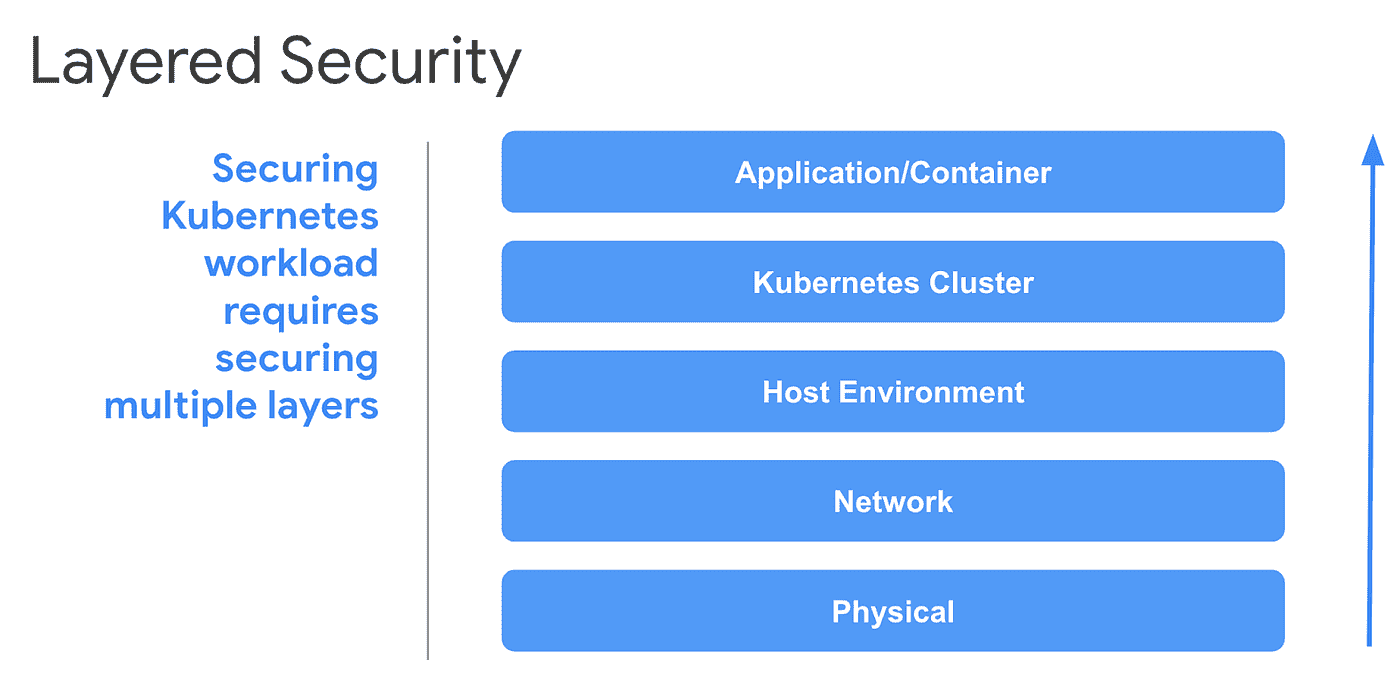 Layered Security
Securing
Kubernetes
workload
requires
securing
multiple layers
Application/Container
Kubernetes Cluster
Host Environment
Network
Physical